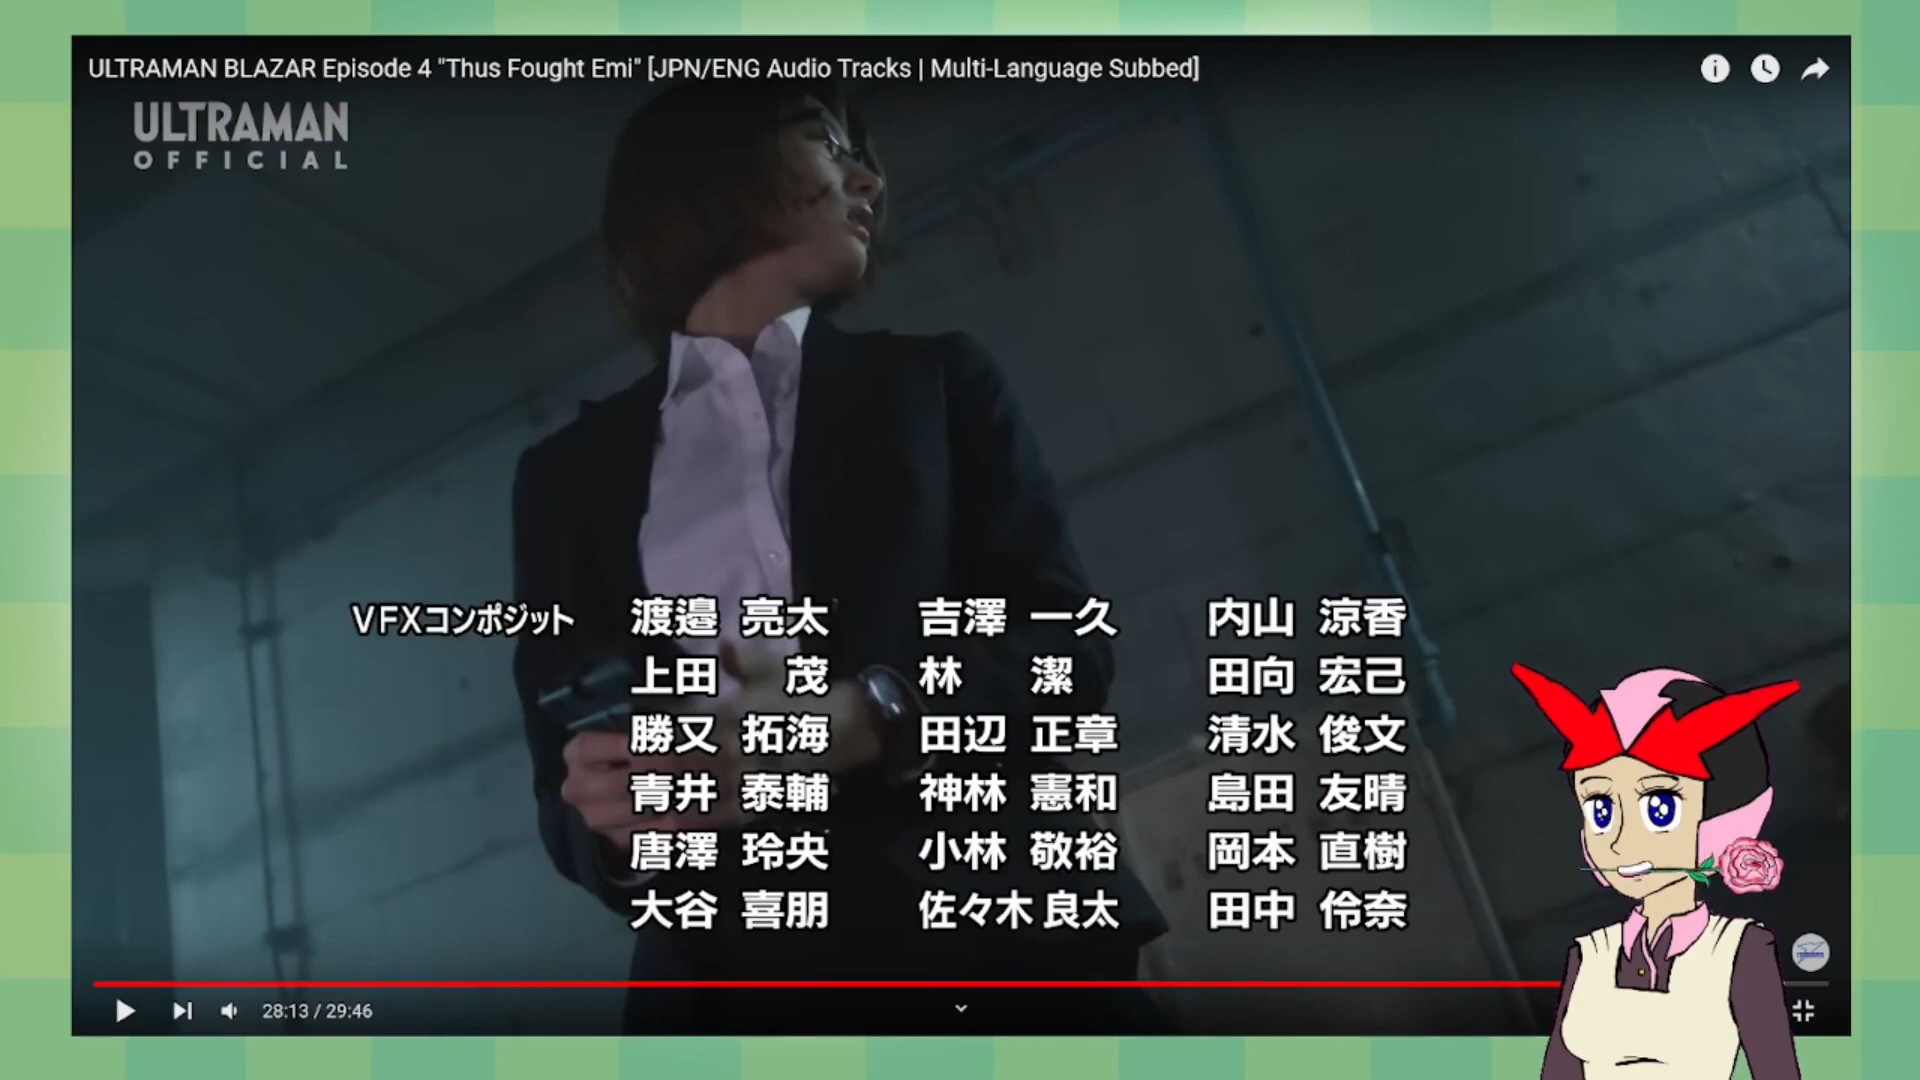 ULTRAMAN BLAZAR Episode 4 "Thus Fought Emi" [JPN/ENG Audio Tracks | Multi-Language Subbed]
ULTRAMAN
OFFICIAL
VFXコンポジット 渡邉 亮太 吉澤 一久 内山 涼香
上田 茂 林 潔 田向 宏己
勝又 拓海 田辺 正章 清水 俊文
青井 泰輔 神林 憲和 島田 友晴
唐澤 玲央 小林 敬裕 岡本 直樹
大谷 喜朋 佐々木 良太 田中 伶奈
28:13 / 29:46